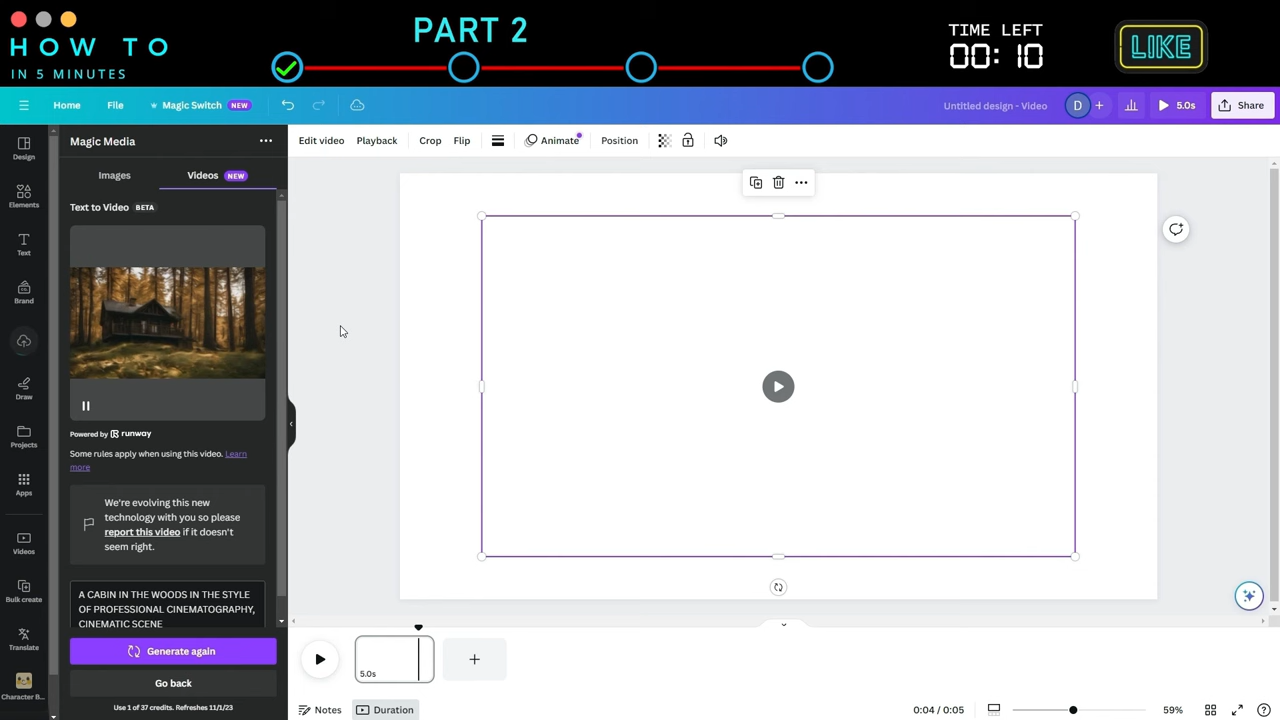 HOW TO
IN 5 MINUTES
PART 2
TIME LEFT
00:10
LIKE
Home
File
Magic Switch NEW
Untitled design - Video
D
+
5.0s
Share
Design
Elements
Text
Brand
Draw
Projects
Apps
Videos
Bulk create
Translate
Character B...
Magic Media
Images
Videos NEW
Text to Video BETA
Powered by runway
Some rules apply when using this video. Learn
more
We're evolving this new
technology with you so please
report this video if it doesn't
seem right.
A CABIN IN THE WOODS IN THE STYLE
OF PROFESSIONAL CINEMATOGRAPHY,
CINEMATIC SCENE
Generate again
Go back
Use 1 of 37 credits. Refreshes 11/1/23
Edit video
Playback
Crop
Flip
Animate
Position
5.0s
Notes
Duration
0:04 / 0:05
59%